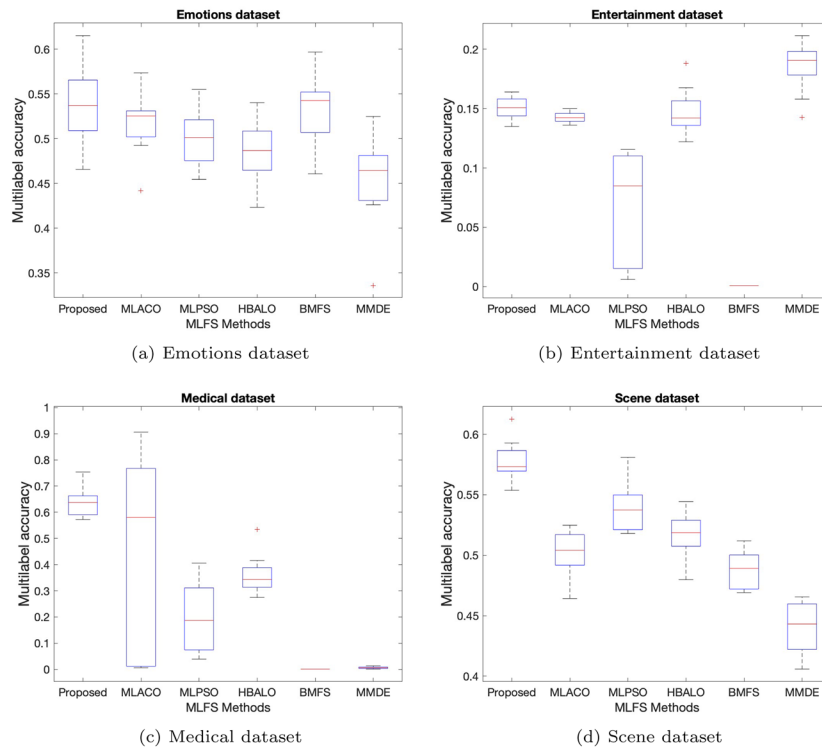 Emotions dataset
Multilabel accuracy
0.6
0.55
0.5
0.45
0.4
0.35
Proposed MLACO MLPSO HBALO BMFS MMDE
MLFS Methods
(a) Emotions dataset
Entertainment dataset
Multilabel accuracy
0.2
0.15
0.1
0.05
0
Proposed MLACO MLPSO HBALO BMFS MMDE
MLFS Methods
(b) Entertainment dataset
Medical dataset
Multilabel accuracy
1
0.9
0.8
0.7
0.6
0.5
0.4
0.3
0.2
0.1
0
Proposed MLACO MLPSO HBALO BMFS MMDE
MLFS Methods
(c) Medical dataset
Scene dataset
Multilabel accuracy
0.6
0.55
0.5
0.45
0.4
Proposed MLACO MLPSO HBALO BMFS MMDE
MLFS Methods
(d) Scene dataset